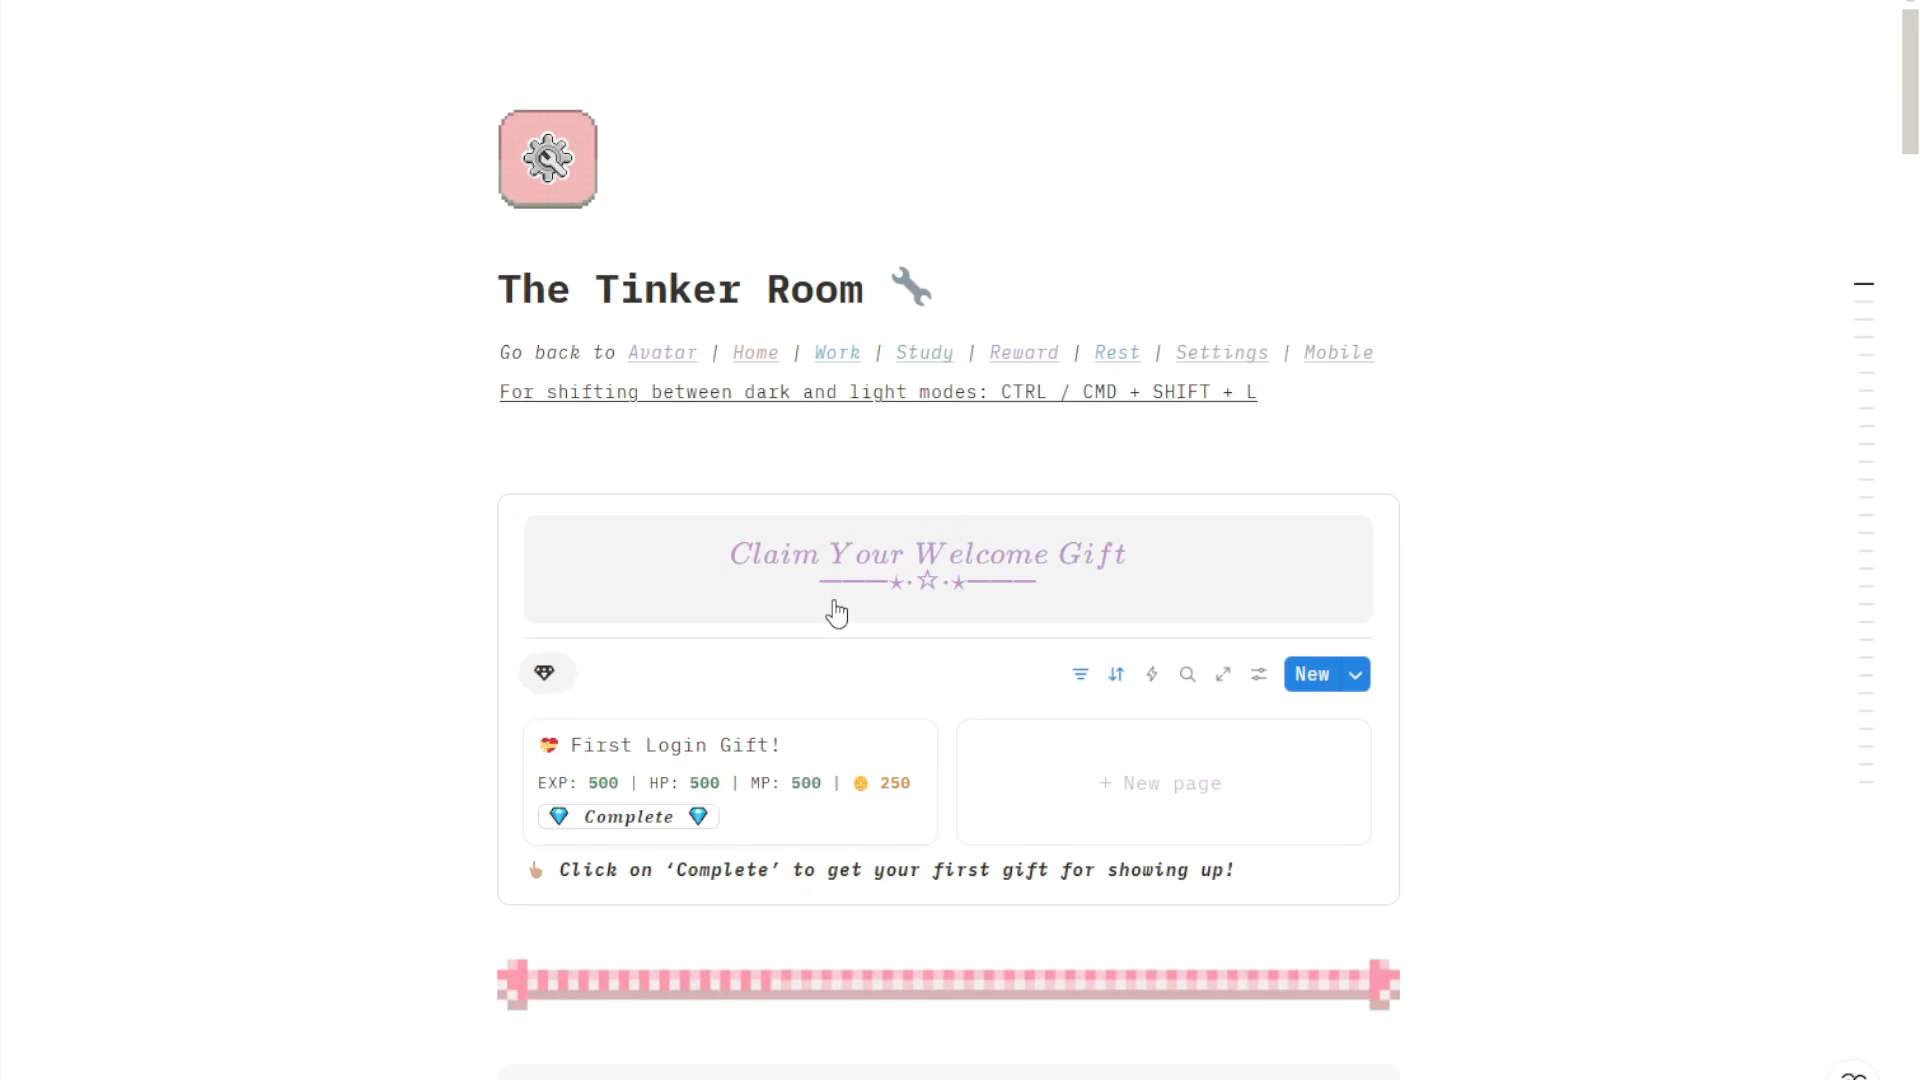 The Tinker Room
Go back to Avatar | Home | Work | Study | Reward | Rest | Settings | Mobile
For shifting between dark and light modes: CTRL / CMD + SHIFT + L
Claim Your Welcome Gift
New
First Login Gift!
EXP: 500 | HP: 500 | MP: 500 | 250
Complete
+ New page
Click on ‘Complete’ to get your first gift for showing up!